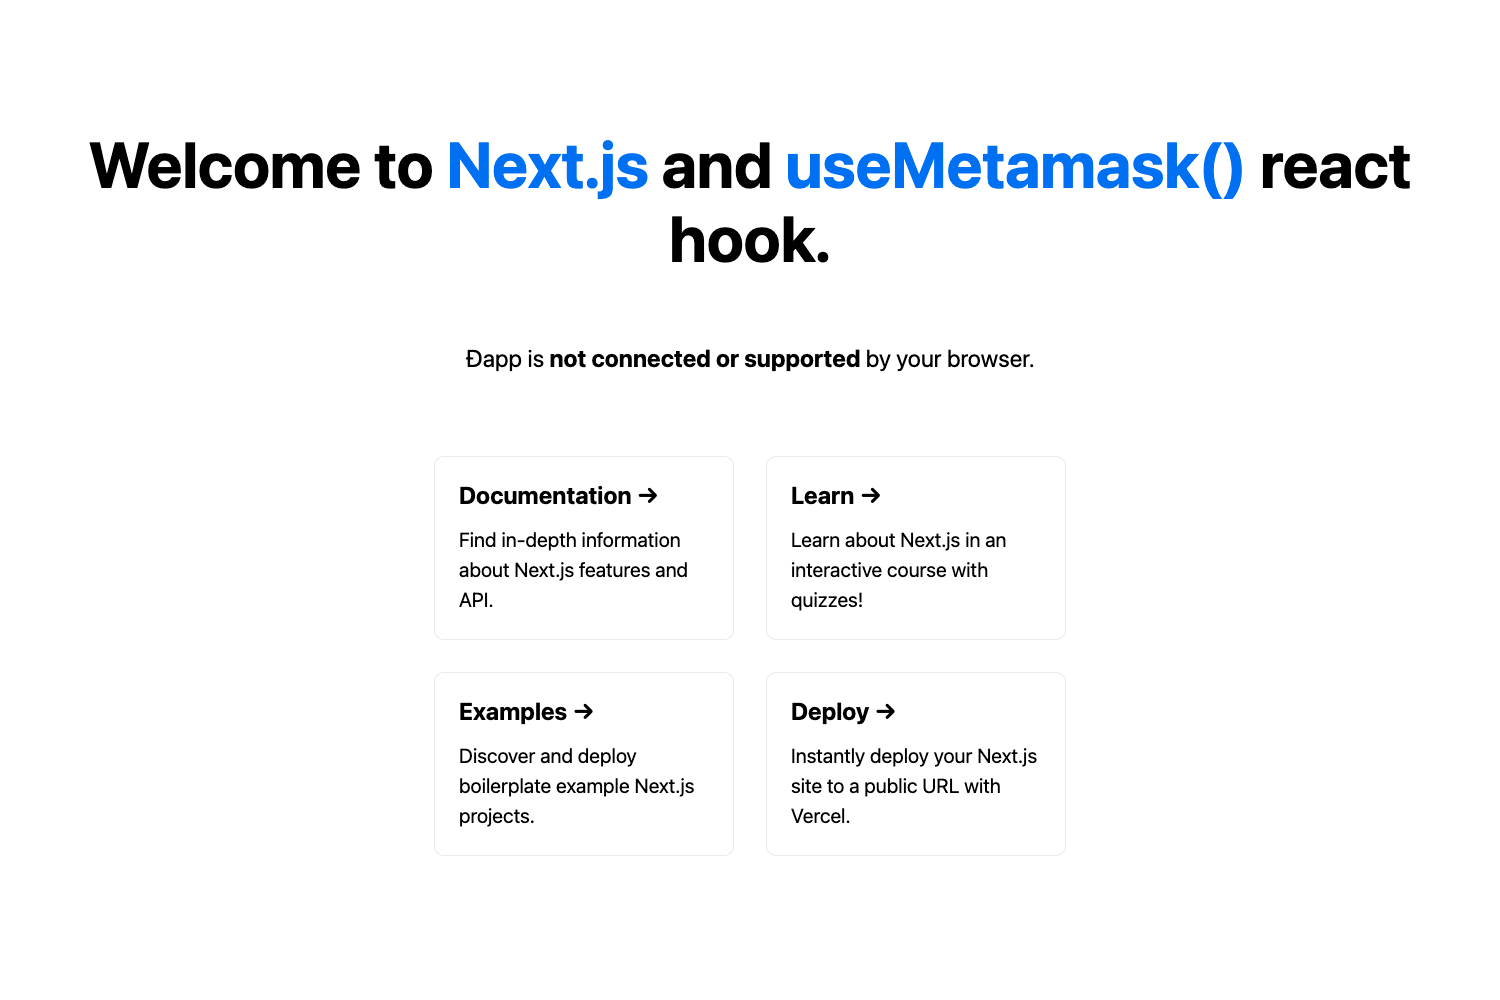 Welcome to Next.js and useMetamask() react
hook.
Ðapp is not connected or supported by your browser.
Documentation →
Find in-depth information
about Next.js features and
API.
Learn →
Learn about Next.js in an
interactive course with
quizzes!
Examples →
Discover and deploy
boilerplate example Next.js
projects.
Deploy →
Instantly deploy your Next.js
site to a public URL with
Vercel.